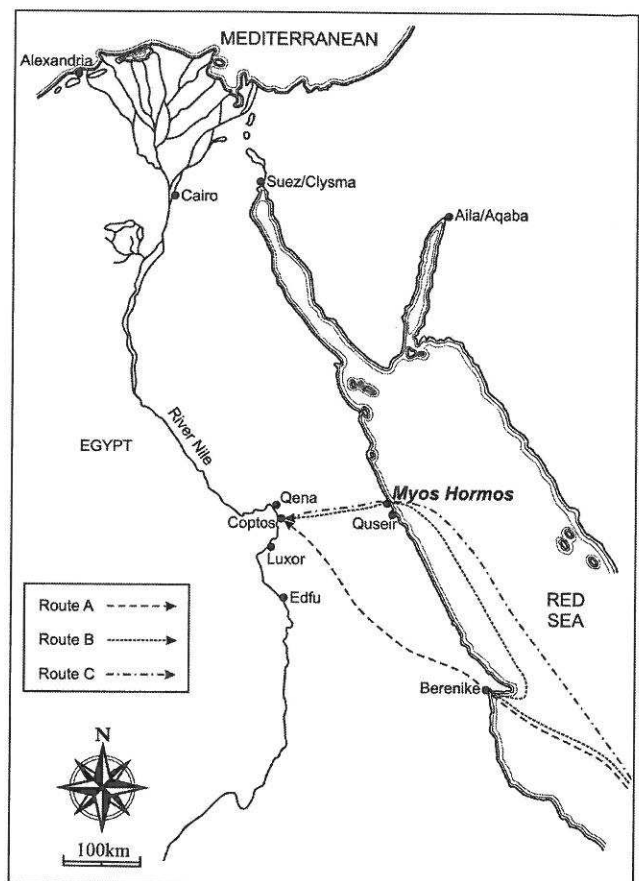 MEDITERRANEAN
Alexandria
Suez/Clysma
Cairo
Aila/Aqaba
River Nile
EGYPT
Qena
Myos Hormos
Coptos
Quseir
Luxor
Route A
Edfu
RED
SEA
Route B
Route C
Berenike
N
100km